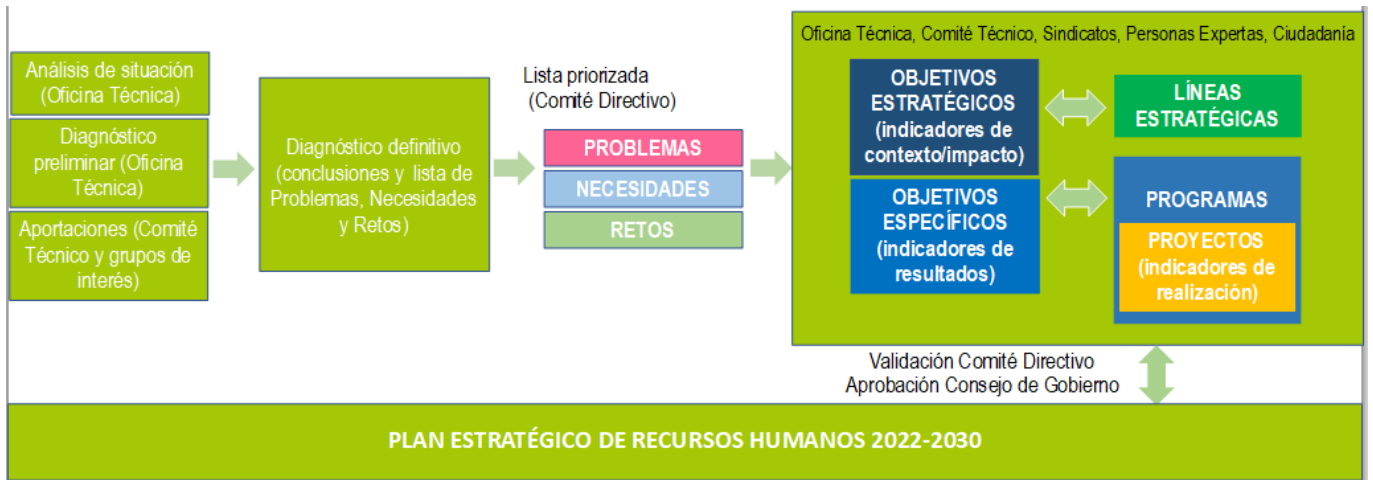 Análisis de situación
(Oficina Técnica)
Diagnóstico
preliminar (Oficina
Técnica)
Aportaciones (Comité
Técnico y grupos de
interés)
Diagnóstico definitivo
(conclusiones y lista de
Problemas, Necesidades
y Retos)
Lista priorizada
(Comité Directivo)
PROBLEMAS
NECESIDADES
RETOS
Oficina Técnica, Comité Técnico, Sindicatos, Personas Expertas, Ciudadanía
OBJETIVOS
ESTRATÉGICOS
(indicadores de
contexto/impacto)
LÍNEAS
ESTRATÉGICAS
OBJETIVOS
ESPECÍFICOS
(indicadores de
resultados)
PROGRAMAS
PROYECTOS
(indicadores de
realización)
Validación Comité Directivo
Aprobación Consejo de Gobierno
PLAN ESTRATÉGICO DE RECURSOS HUMANOS 2022-2030